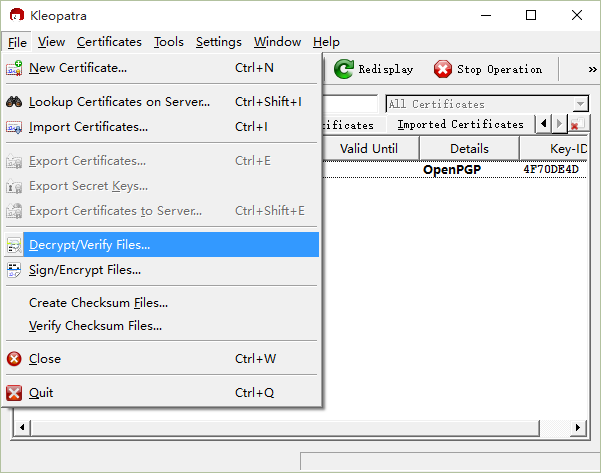 Kleopatra
File View Certificates Tools Settings Window Help
New Certificate... Ctrl+N
Redisplay Stop Operation »
Lookup Certificates on Server... Ctrl+Shift+I
All Certificates
Import Certificates... Ctrl+I
tificates Imported Certificates
Valid Until Details Key-ID
Export Certificates... Ctrl+E
OpenPGP 4F70DE4D
Export Secret Keys...
Export Certificates to Server... Ctrl+Shift+E
Decrypt/Verify Files...
Sign/Encrypt Files...
Create Checksum Files...
Verify Checksum Files...
Close Ctrl+W
Quit Ctrl+Q